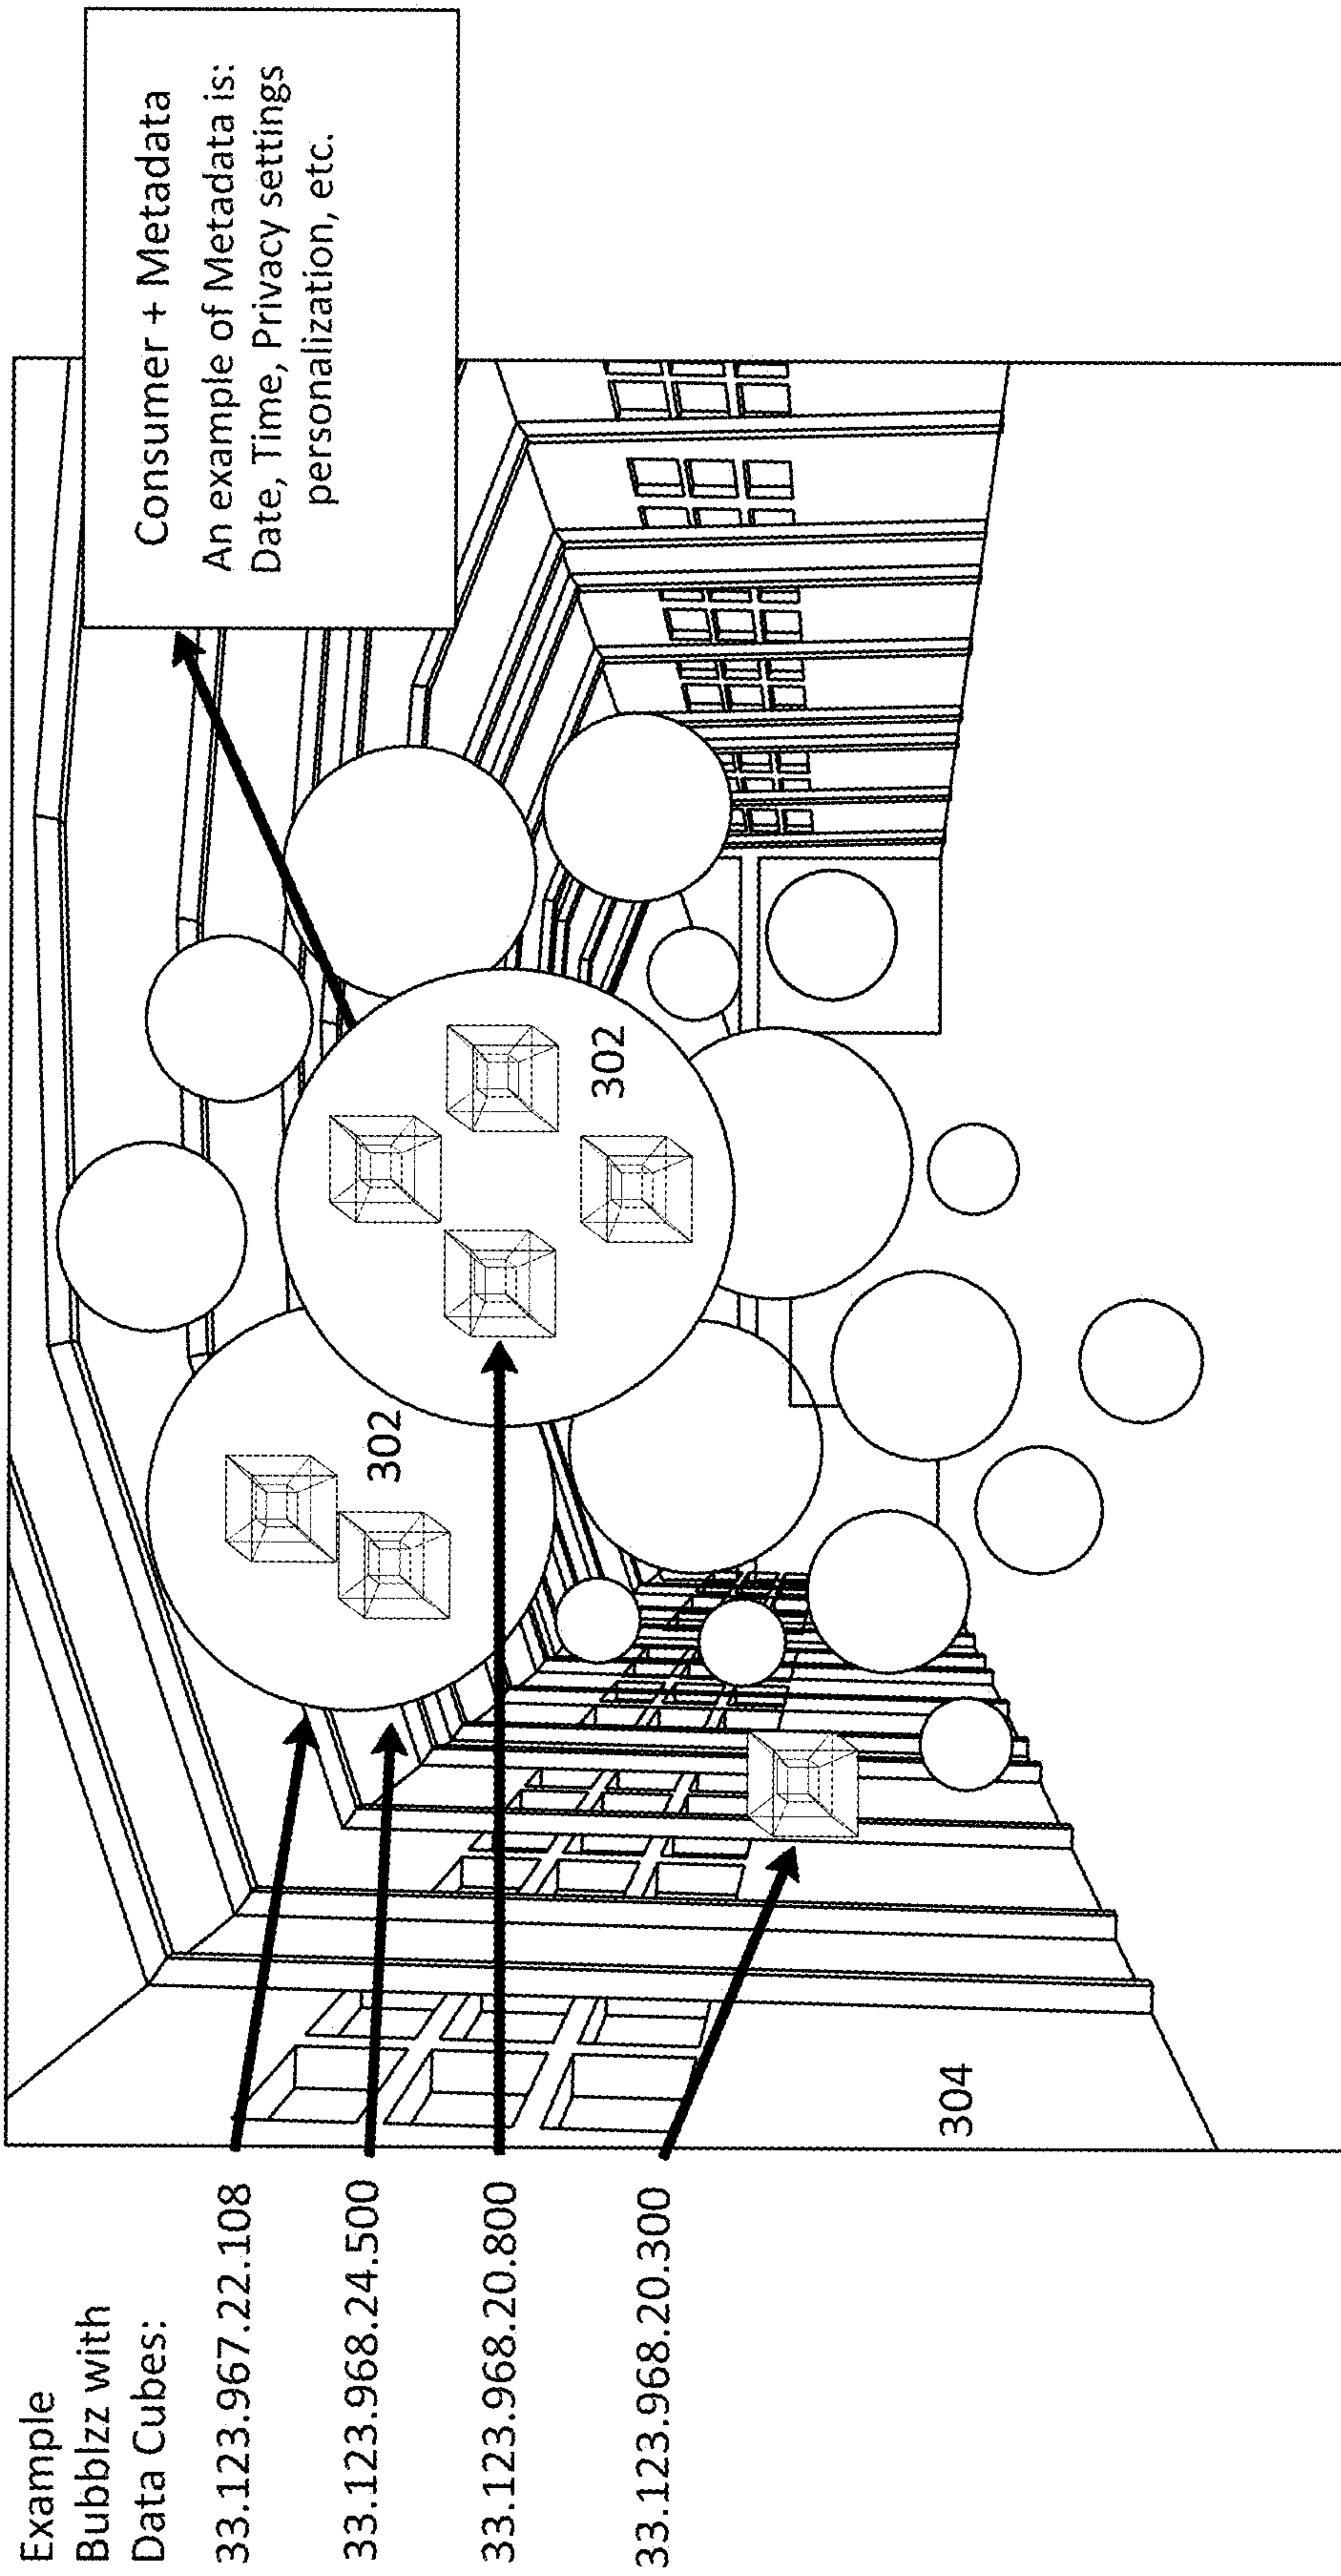 Example
Bubblzz with
Data Cubes:
33.123.967.22.108
33.123.968.24.500
33.123.968.20.800
33.123.968.20.300
Consumer + Metadata
An example of Metadata is:
Date, Time, Privacy settings
personalization, etc.
302
302
304